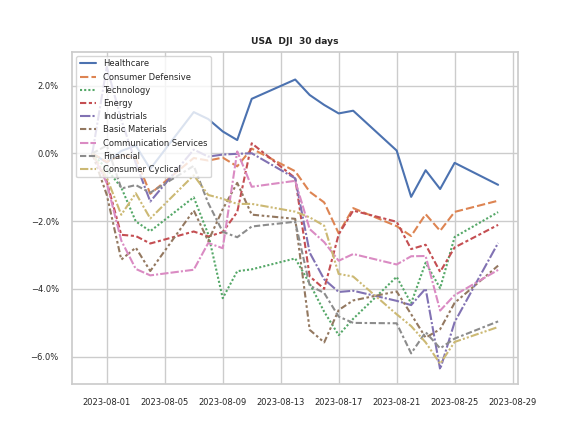 USA DJI 30 days
Healthcare
Consumer Defensive
Technology
Energy
Industrials
Basic Materials
Communication Services
Financial
Consumer Cyclical
2.0%
0.0%
−2.0%
−4.0%
−6.0%
2023-08-01 2023-08-05 2023-08-09 2023-08-13 2023-08-17 2023-08-21 2023-08-25 2023-08-29